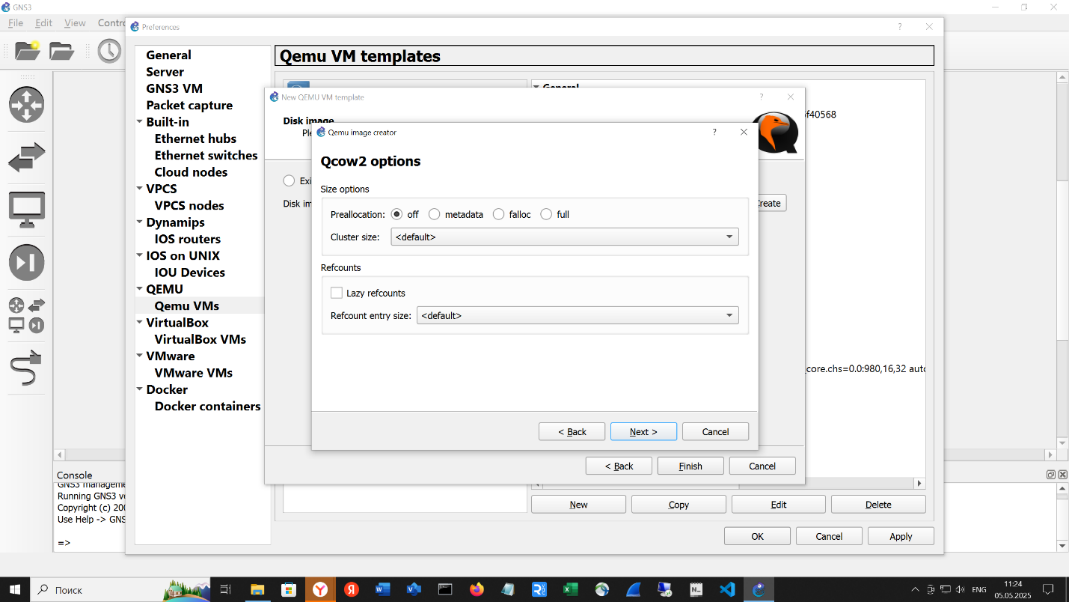 GNS3
File Edit View Contro
Preferences
General
Server
GNS3 VM
Packet capture
Built-in
Ethernet hubs
Ethernet switches
Cloud nodes
VPCS
VPCS nodes
Dynamips
IOS routers
IOS on UNIX
IOU Devices
QEMU
Qemu VMs
VirtualBox
VirtualBox VMs
VMware
VMware VMs
Docker
Docker containers
Qemu VM templates
General
f40568
core.chs=0.0:980,16,32 auto
New QEMU VM template
Disk image
Ple
Exi
Disk im
Create
Qemu image creator
Qcow2 options
Size options
Preallocation: off metadata falloc full
Cluster size: <default>
Refcounts
Lazy refcounts
Refcount entry size: <default>
< Back Next > Cancel
< Back Finish Cancel
New Copy Edit Delete
OK Cancel Apply
Console
GNS3 manageme
Running GNS3 ve
Copyright (c) 200
Use Help -> GNS
=>
Поиск
ENG
11:24
05.05.2025